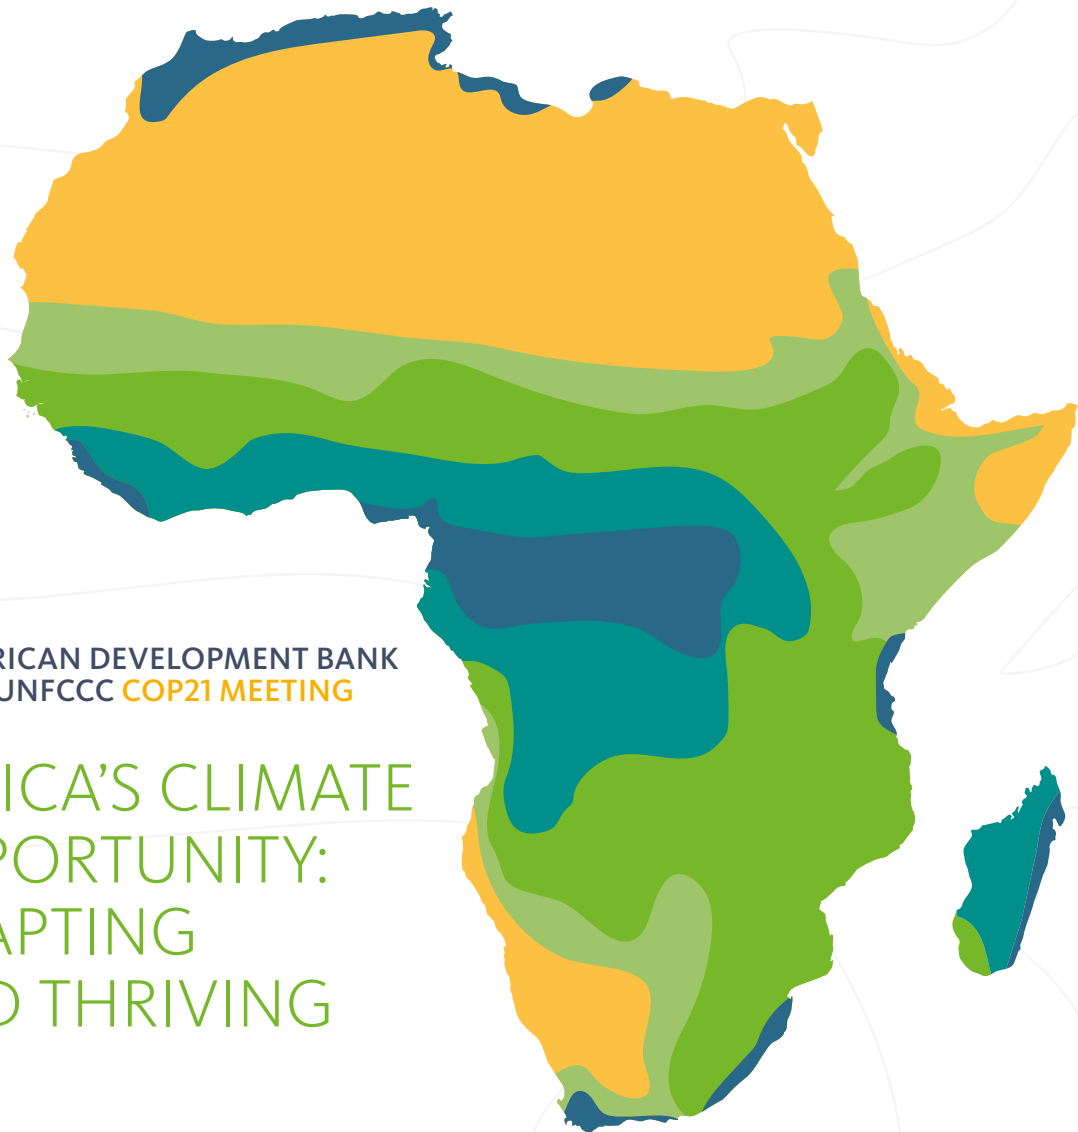 RICAN DEVELOPMENT BANK
UNFCCC COP21 MEETING
ICA'S CLIMATE
PORTUNITY:
APTING
D THRIVING